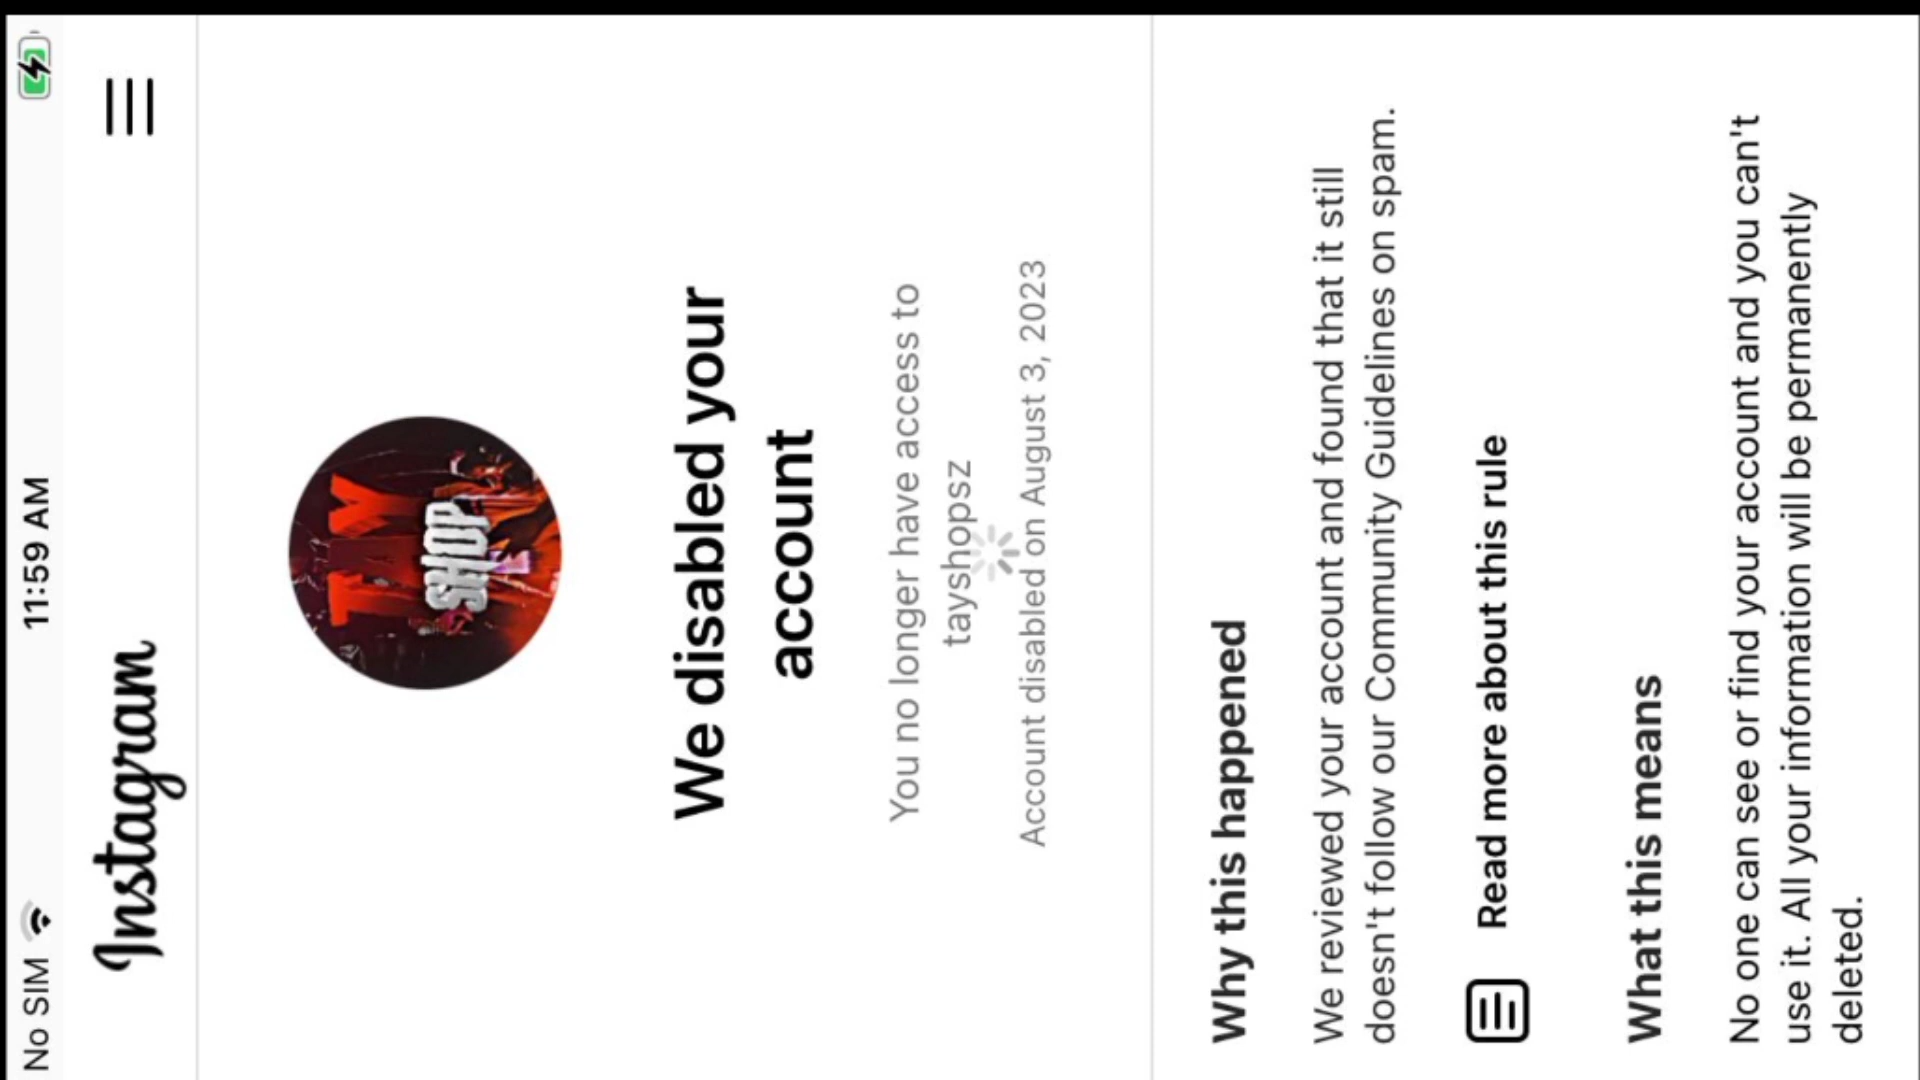 No SIM 11:59 AM
Instagram
TY
SHOP
We disabled your
account
You no longer have access to
tayshopsz
Account disabled on August 3, 2023
Why this happened
We reviewed your account and found that it still
doesn't follow our Community Guidelines on spam.
Read more about this rule
What this means
No one can see or find your account and you can't
use it. All your information will be permanently
deleted.